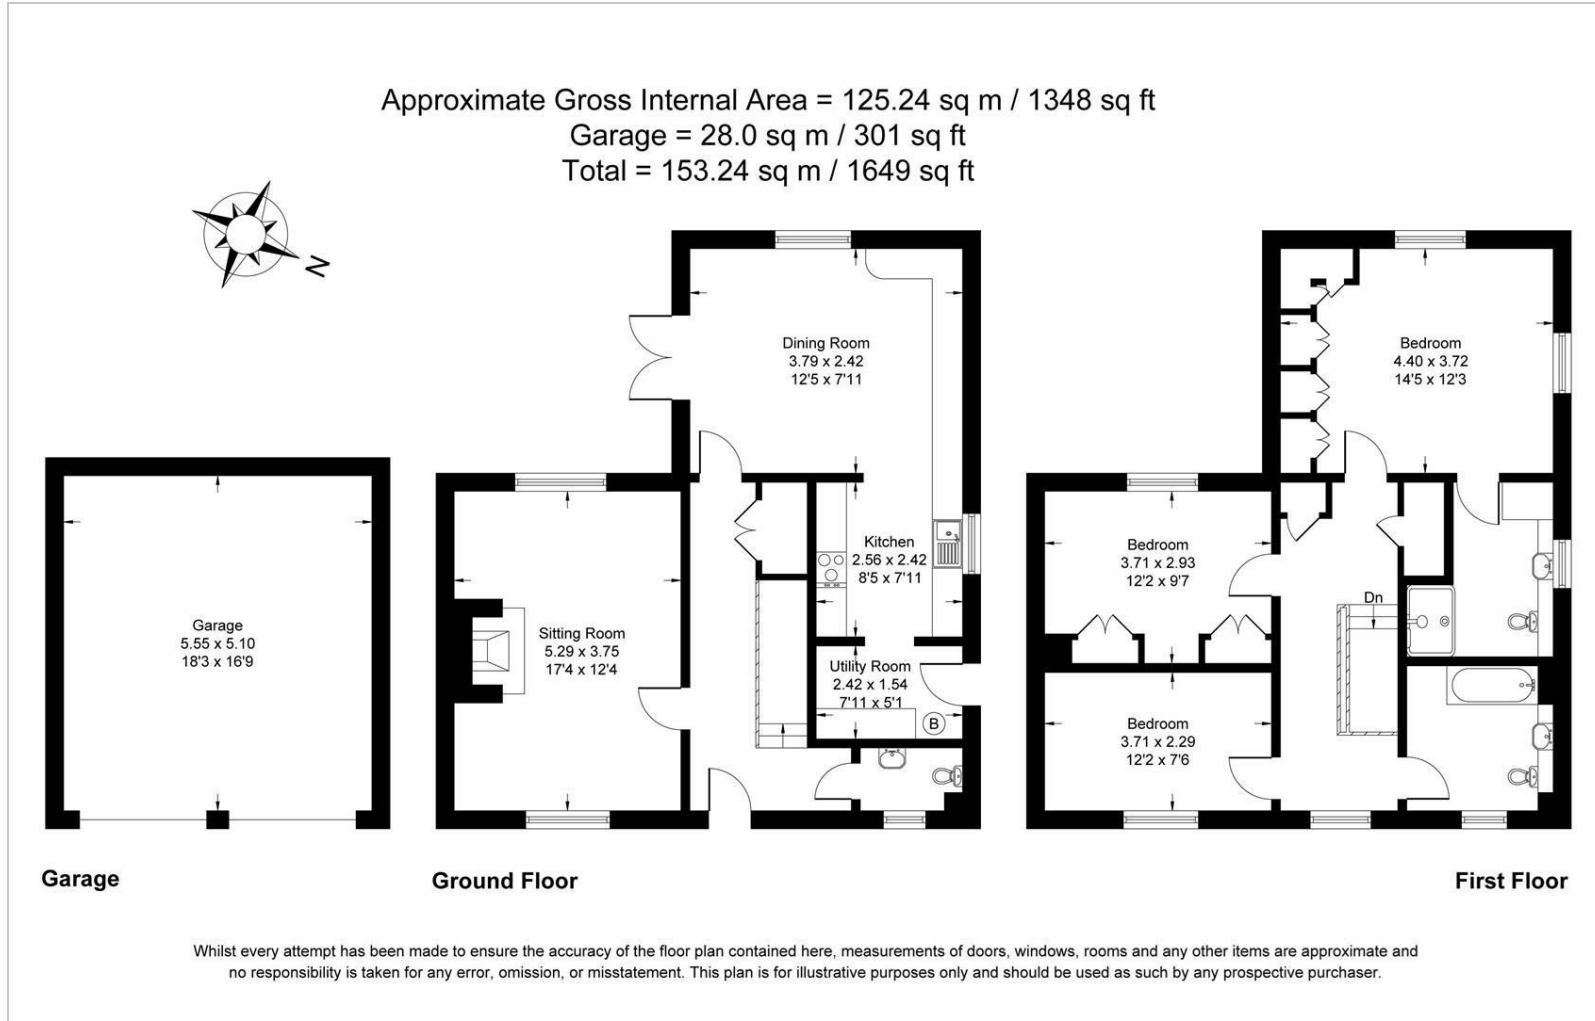 Approximate Gross Internal Area = 125.24 sq m / 1348 sq ft
Garage = 28.0 sq m / 301 sq ft
Total = 153.24 sq m / 1649 sq ft
N
Dining Room
3.79 x 2.42
12'5 x 7'11
Kitchen
2.56 x 2.42
8'5 x 7'11
Utility Room
2.42 x 1.54
7'11 x 5'1
B
Sitting Room
5.29 x 3.75
17'4 x 12'4
Garage
5.55 x 5.10
18'3 x 16'9
Bedroom
4.40 x 3.72
14'5 x 12'3
Bedroom
3.71 x 2.93
12'2 x 9'7
Dn
Bedroom
3.71 x 2.29
12'2 x 7'6
Garage
Ground Floor
First Floor
Whilst every attempt has been made to ensure the accuracy of the floor plan contained here, measurements of doors, windows, rooms and any other items are approximate and
no responsibility is taken for any error, omission, or misstatement. This plan is for illustrative purposes only and should be used as such by any prospective purchaser.